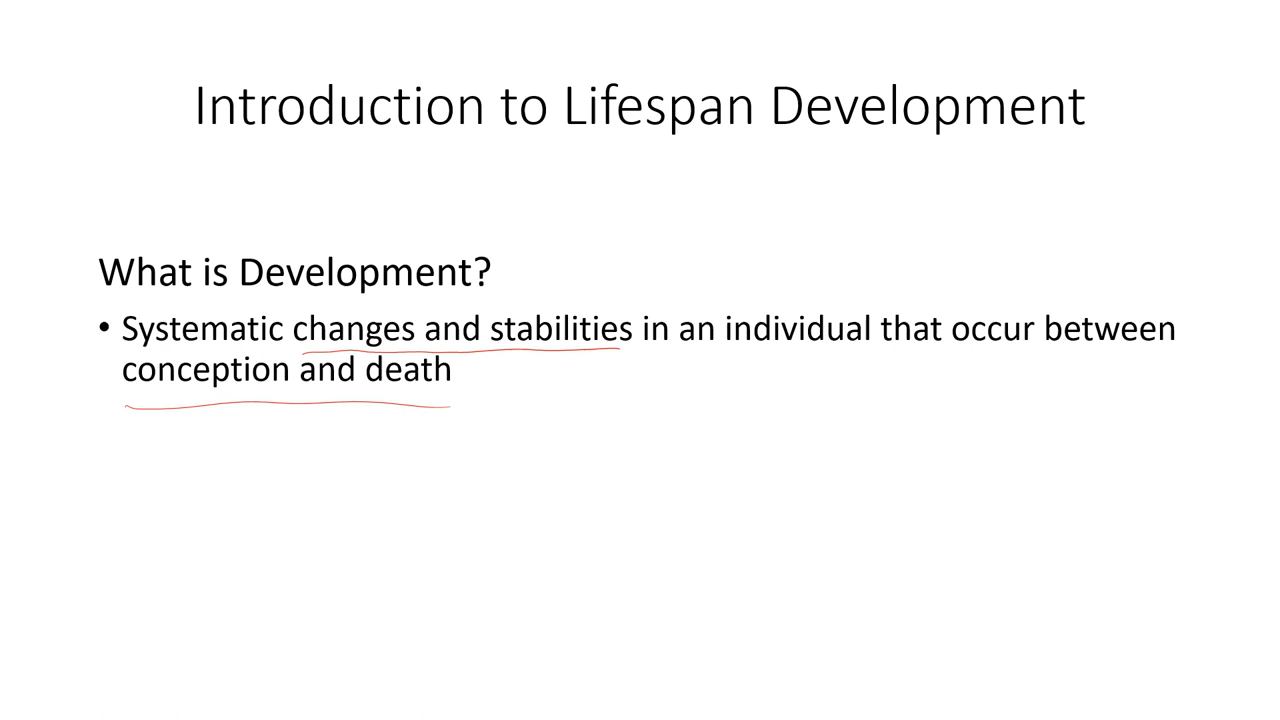 Introduction to Lifespan Development
What is Development?
• Systematic changes and stabilities in an individual that occur between
conception and death